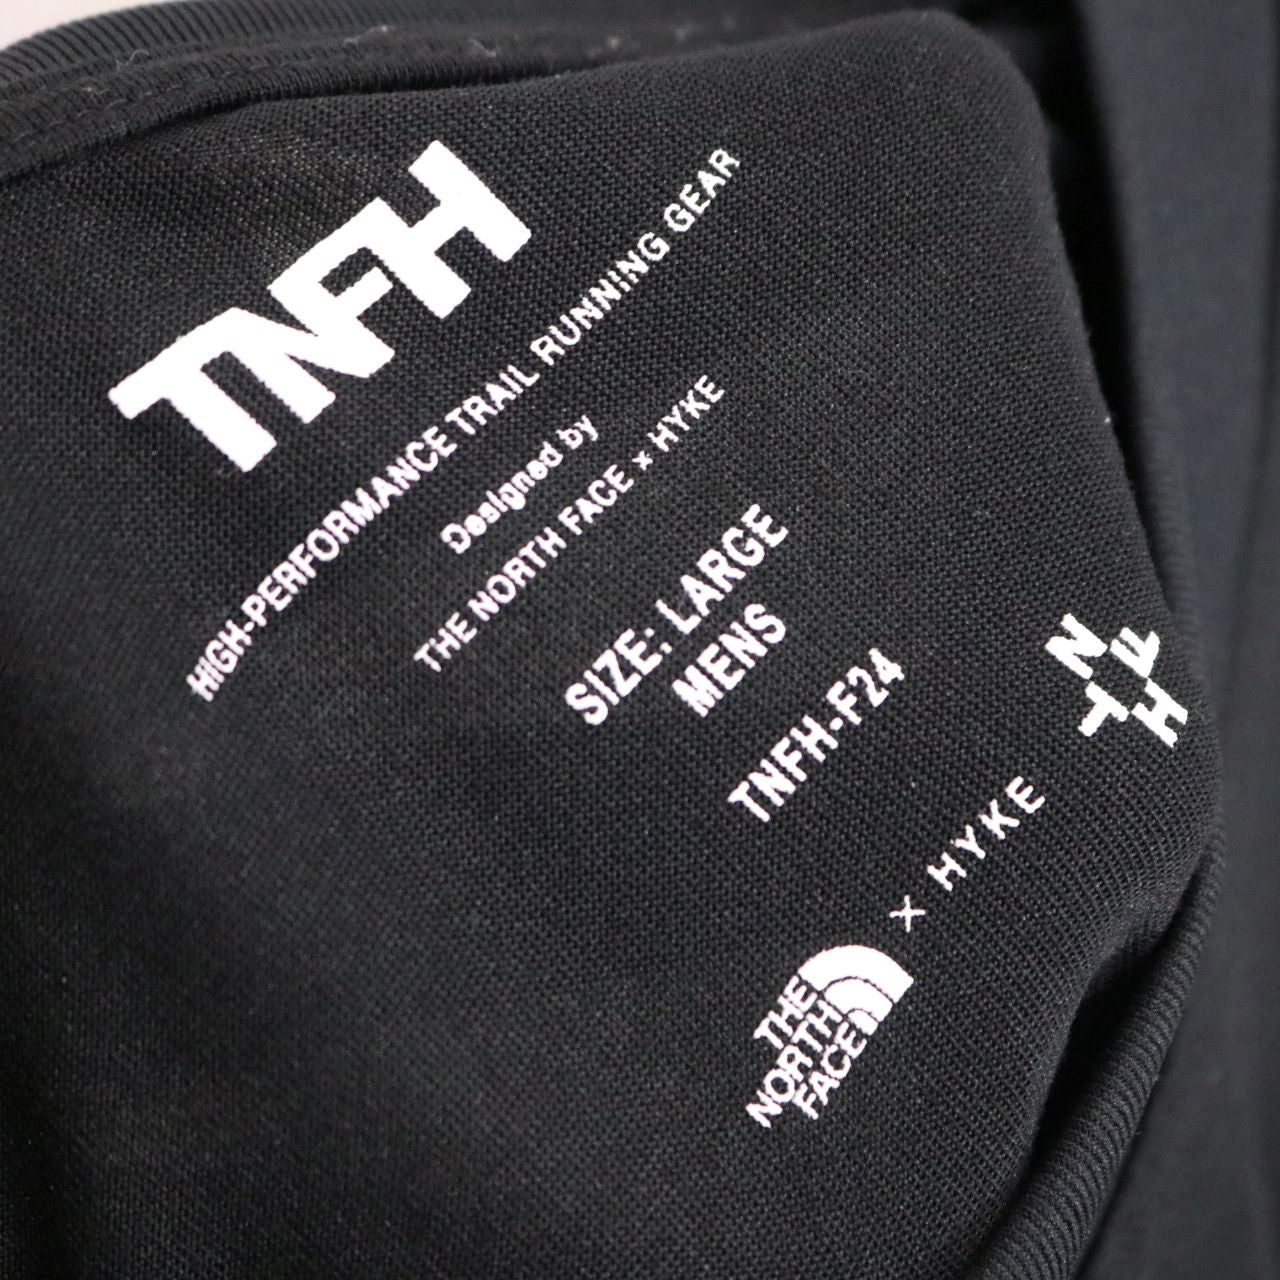 TNFH
HIGH-PERFORMANCE TRAIL RUNNING GEAR
Designed by
THE NORTH FACE × HYKE
SIZE: LARGE
MENS
TNFH-F24
N F
T H
THE
NORTH
FACE
× HYKE